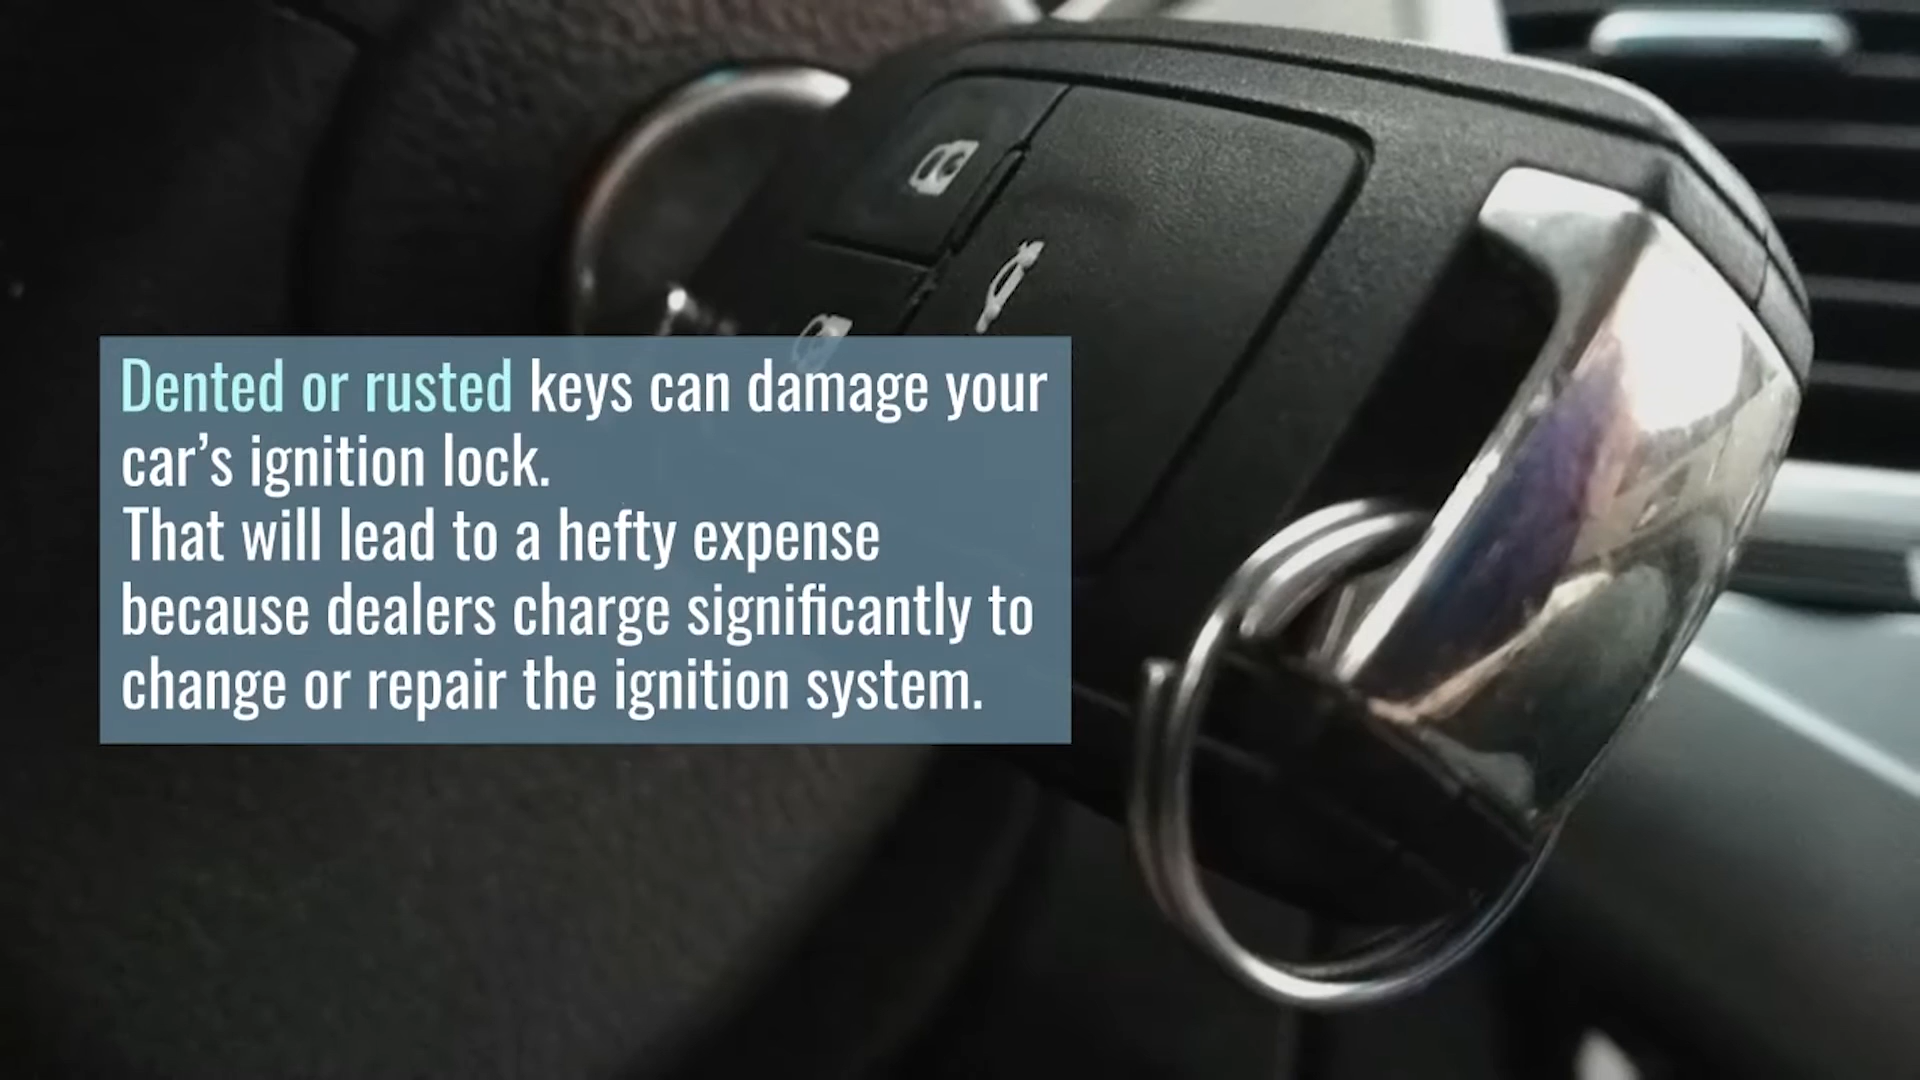 Dented or rusted keys can damage your
car’s ignition lock.
That will lead to a hefty expense
because dealers charge significantly to
change or repair the ignition system.